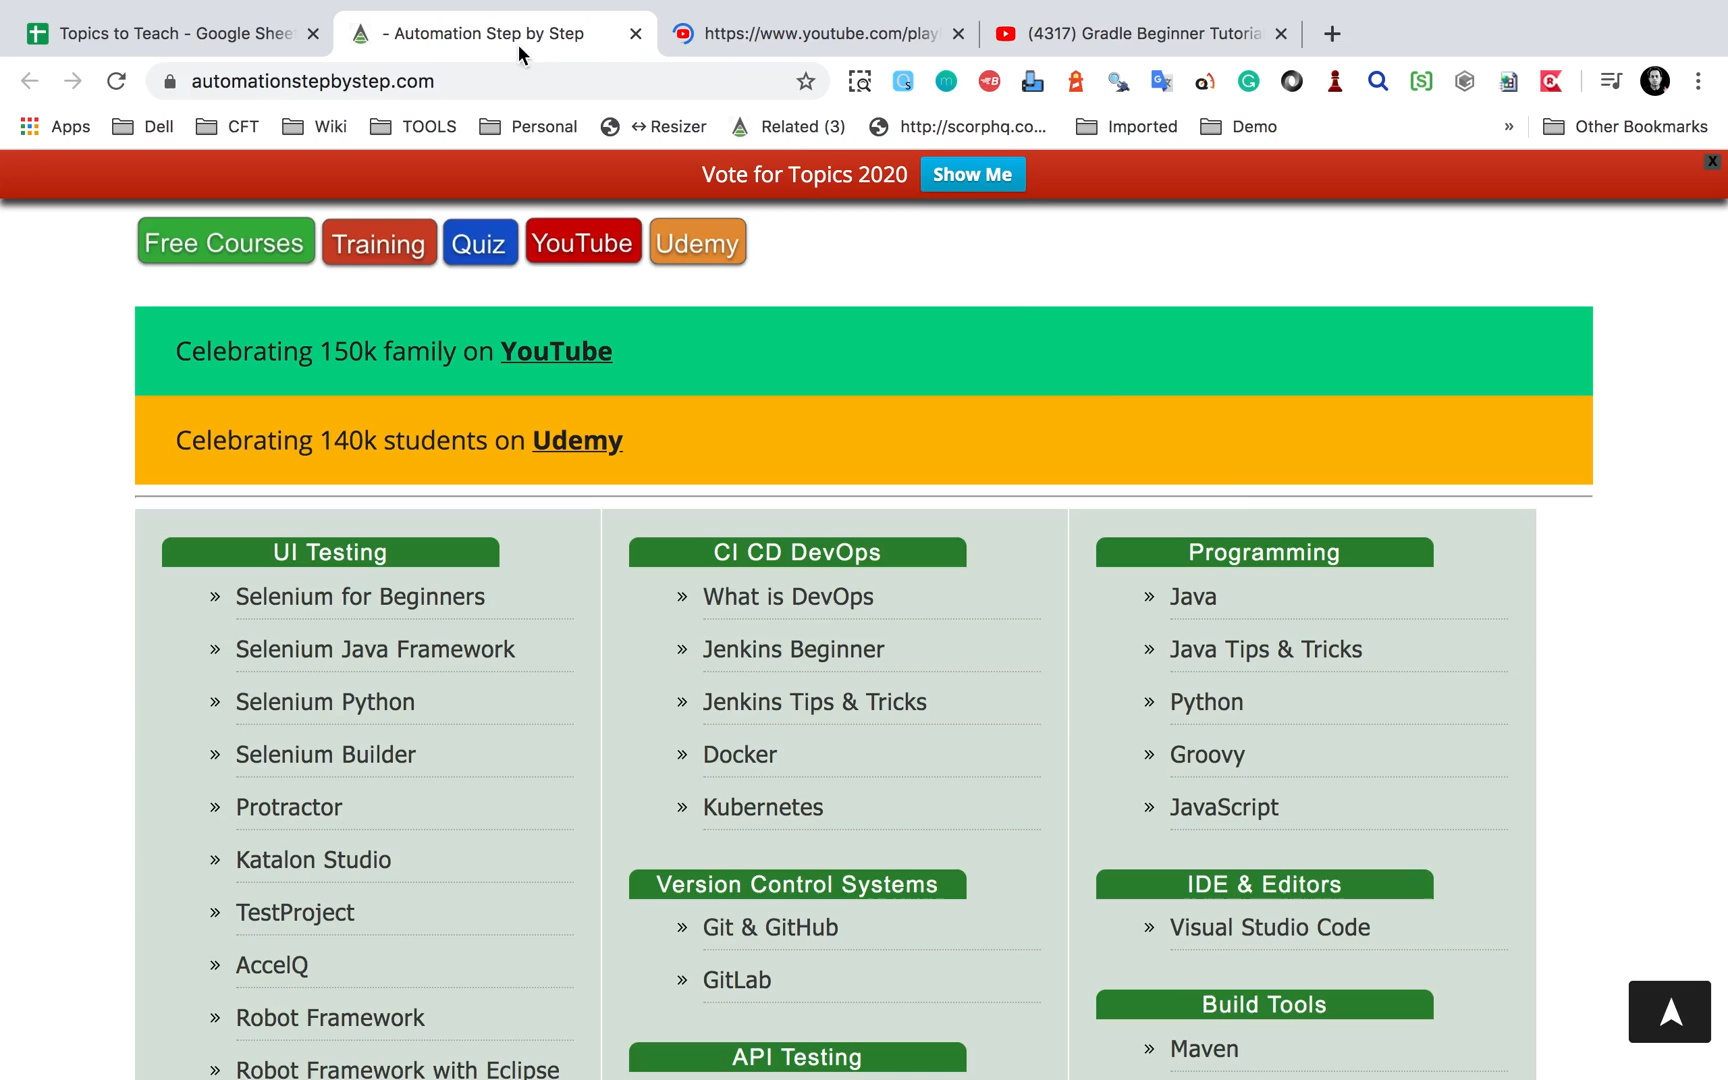 Topics to Teach - Google Shee
- Automation Step by Step
https://www.youtube.com/play
(4317) Gradle Beginner Tutoria
automationstepbystep.com
Apps
Dell
CFT
Wiki
TOOLS
Personal
↔Resizer
Related (3)
http://scorphq.co...
Imported
Demo
»
Other Bookmarks
Vote for Topics 2020
Show Me
X
Free Courses
Training
Quiz
YouTube
Udemy
Celebrating 150k family on YouTube
Celebrating 140k students on Udemy
UI Testing
» Selenium for Beginners
» Selenium Java Framework
» Selenium Python
» Selenium Builder
» Protractor
» Katalon Studio
» TestProject
» AccelQ
» Robot Framework
» Robot Framework with Eclipse
CI CD DevOps
» What is DevOps
» Jenkins Beginner
» Jenkins Tips & Tricks
» Docker
» Kubernetes
Version Control Systems
» Git & GitHub
» GitLab
API Testing
Programming
» Java
» Java Tips & Tricks
» Python
» Groovy
» JavaScript
IDE & Editors
» Visual Studio Code
Build Tools
» Maven